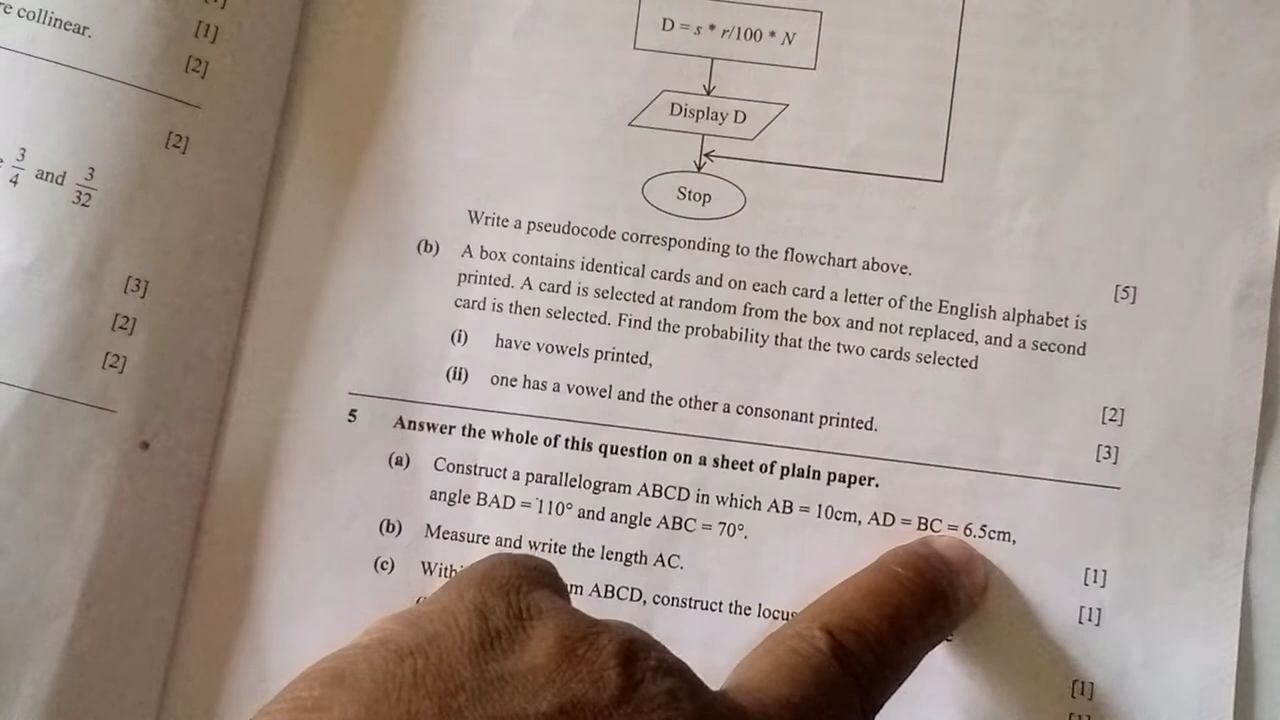 e collinear.
[1]
[2]
[2]
3/4 and 3/32
[3]
[2]
[2]
D = s * r/100 * N
Display D
Stop
Write a pseudocode corresponding to the flowchart above.
[5]
(b) A box contains identical cards and on each card a letter of the English alphabet is
printed. A card is selected at random from the box and not replaced, and a second
card is then selected. Find the probability that the two cards selected
(i) have vowels printed,
[2]
(ii) one has a vowel and the other a consonant printed.
[3]
5 Answer the whole of this question on a sheet of plain paper.
(a) Construct a parallelogram ABCD in which AB = 10cm, AD = BC = 6.5cm,
angle BAD = 110° and angle ABC = 70°.
[1]
(b) Measure and write the length AC.
[1]
(c) ABCD, construct the locus
[1]